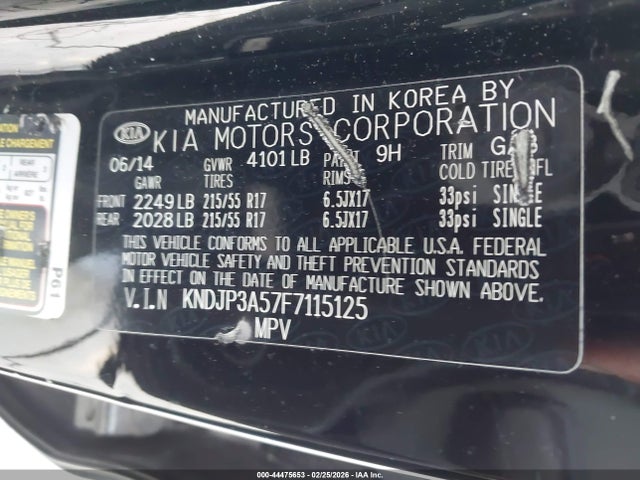 MANUFACTURED IN KOREA BY
KIA KIA MOTORS CORPORATION
06/14 GVWR 4101 LB PAINT 9H TRIM
GAWR TIRES RIMS COLD TIRE INFL
FRONT 2249 LB 215/55 R17 6.5JX17 33psi SINGLE
REAR 2028 LB 215/55 R17 6.5JX17 33psi SINGLE
THIS VEHICLE CONFORMS TO ALL APPLICABLE U.S.A. FEDERAL
MOTOR VEHICLE SAFETY AND THEFT PREVENTION STANDARDS
IN EFFECT ON THE DATE OF MANUFACTURE SHOWN ABOVE.
V.I.N KNDJP3A57F7115125
MPV
P61
000-44475653 - 02/25/2026 - IAA Inc.